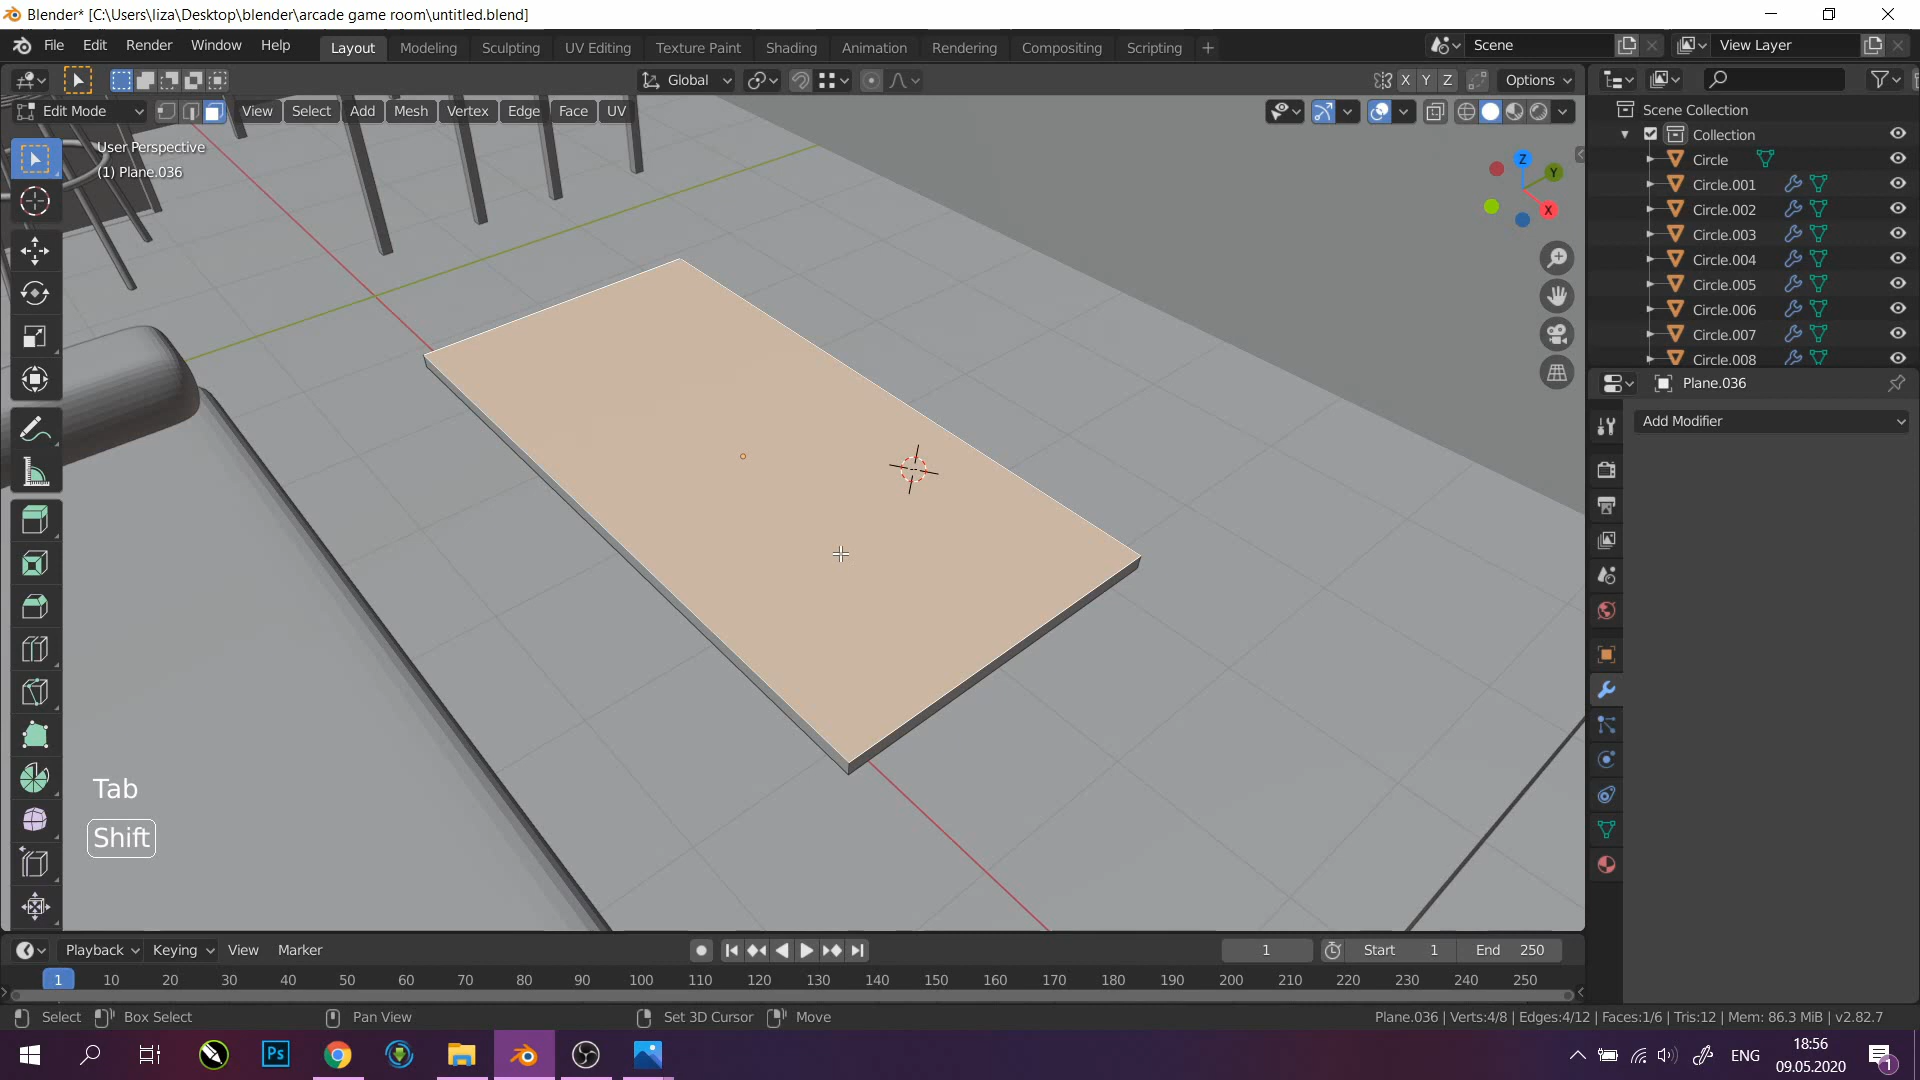 Blender* [C:\Users\liza\Desktop\blender\arcade game room\untitled.blend]
File Edit Render Window Help Layout Modeling Sculpting UV Editing Texture Paint Shading Animation Rendering Compositing Scripting + Scene View Layer
Global X Y Z Options
Edit Mode View Select Add Mesh Vertex Edge Face UV
User Perspective
(1) Plane.036
Z
Y
X
Scene Collection
Collection
Circle
Circle.001
Circle.002
Circle.003
Circle.004
Circle.005
Circle.006
Circle.007
Circle.008
Plane.036
Add Modifier
Tab
Shift
Playback Keying View Marker 1 Start 1 End 250
1 10 20 30 40 50 60 70 80 90 100 110 120 130 140 150 160 170 180 190 200 210 220 230 240 250
Select Box Select Pan View Set 3D Cursor Move Plane.036 | Verts:4/8 | Edges:4/12 | Faces:1/6 | Tris:12 | Mem: 86.3 MiB | v2.82.7
Ps ENG 18:56
09.05.2020 1